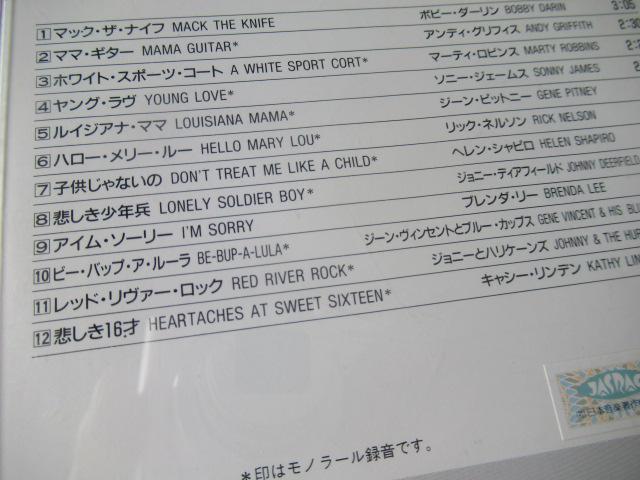 1 マック・ザ・ナイフ MACK THE KNIFE ボビー・ダーリン BOBBY DARIN 3:05
2 ママ・ギター MAMA GUITAR* アンディ・グリフィス ANDY GRIFFITH 2:30
3 ホワイト・スポーツ・コート A WHITE SPORT CORT* マーティ・ロビンス MARTY ROBBINS
4 ヤング・ラヴ YOUNG LOVE* ソニー・ジェームス SONNY JAMES
5 ルイジアナ・ママ LOUISIANA MAMA* ジーン・ピットニー GENE PITNEY
6 ハロー・メリー・ルー HELLO MARY LOU* リック・ネルソン RICK NELSON
7 子供じゃないの DON'T TREAT ME LIKE A CHILD* ヘレン・シャピロ HELEN SHAPIRO
8 悲しき少年兵 LONELY SOLDIER BOY* ジョニー・ディアフィールド JOHNNY DEERFIELD
9 アイム・ソーリー I'M SORRY ブレンダ・リー BRENDA LEE
10 ビー・バップ・ア・ルーラ BE-BUP-A-LULA* ジーン・ヴィンセントとブルー・カップス GENE VINCENT & HIS
11 レッド・リヴァー・ロック RED RIVER ROCK* ジョニーとハリケーンズ JOHNNY & THE
12 悲しき16才 HEARTACHES AT SWEET SIXTEEN* キャシー・リンデン KATHY
JASRAC
日本音楽著作
*印はモノラール録音です。